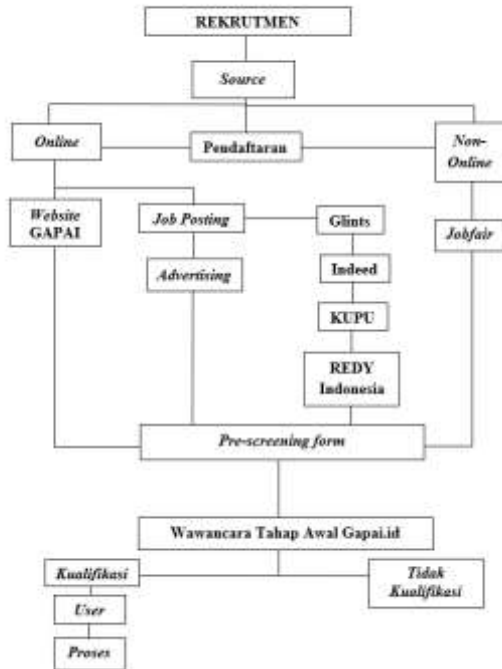 REKRUTMEN
Source
Online
Pendaftaran
Non-
Online
Website
GAPAI
Job Posting
Glints
Jobfair
Advertising
Indeed
KUPU
REDY
Indonesia
Pre-screening form
Wawancara Tahap Awal Gapai.id
Kualifikasi
Tidak
Kualifikasi
User
Proses